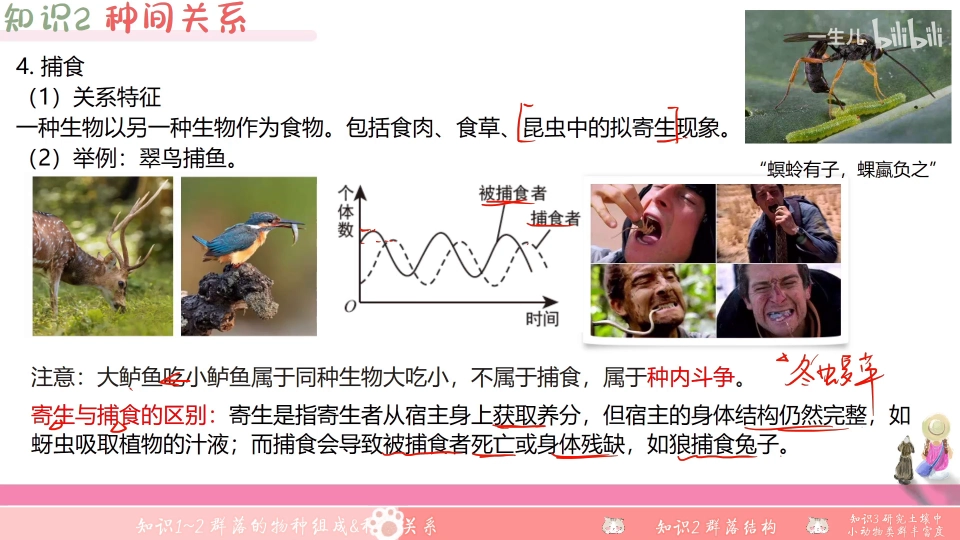 知识2 种间关系
一生儿 bilibili
4. 捕食
（1）关系特征
一种生物以另一种生物作为食物。包括食肉、食草、昆虫中的拟寄生现象。
（2）举例：翠鸟捕鱼。
“螟蛉有子，蜾蠃负之”
个体数
被捕食者
捕食者
O
时间
注意：大鲈鱼吃小鲈鱼属于同种生物大吃小，不属于捕食，属于种内斗争。
冬虫夏草
寄生与捕食的区别：寄生是指寄生者从宿主身上获取养分，但宿主的身体结构仍然完整，如
蚜虫吸取植物的汁液；而捕食会导致被捕食者死亡或身体残缺，如狼捕食兔子。
知识1~2 群落的物种组成&种 关系
知识2 群落结构
知识3 研究土壤中
小动物类群丰富度